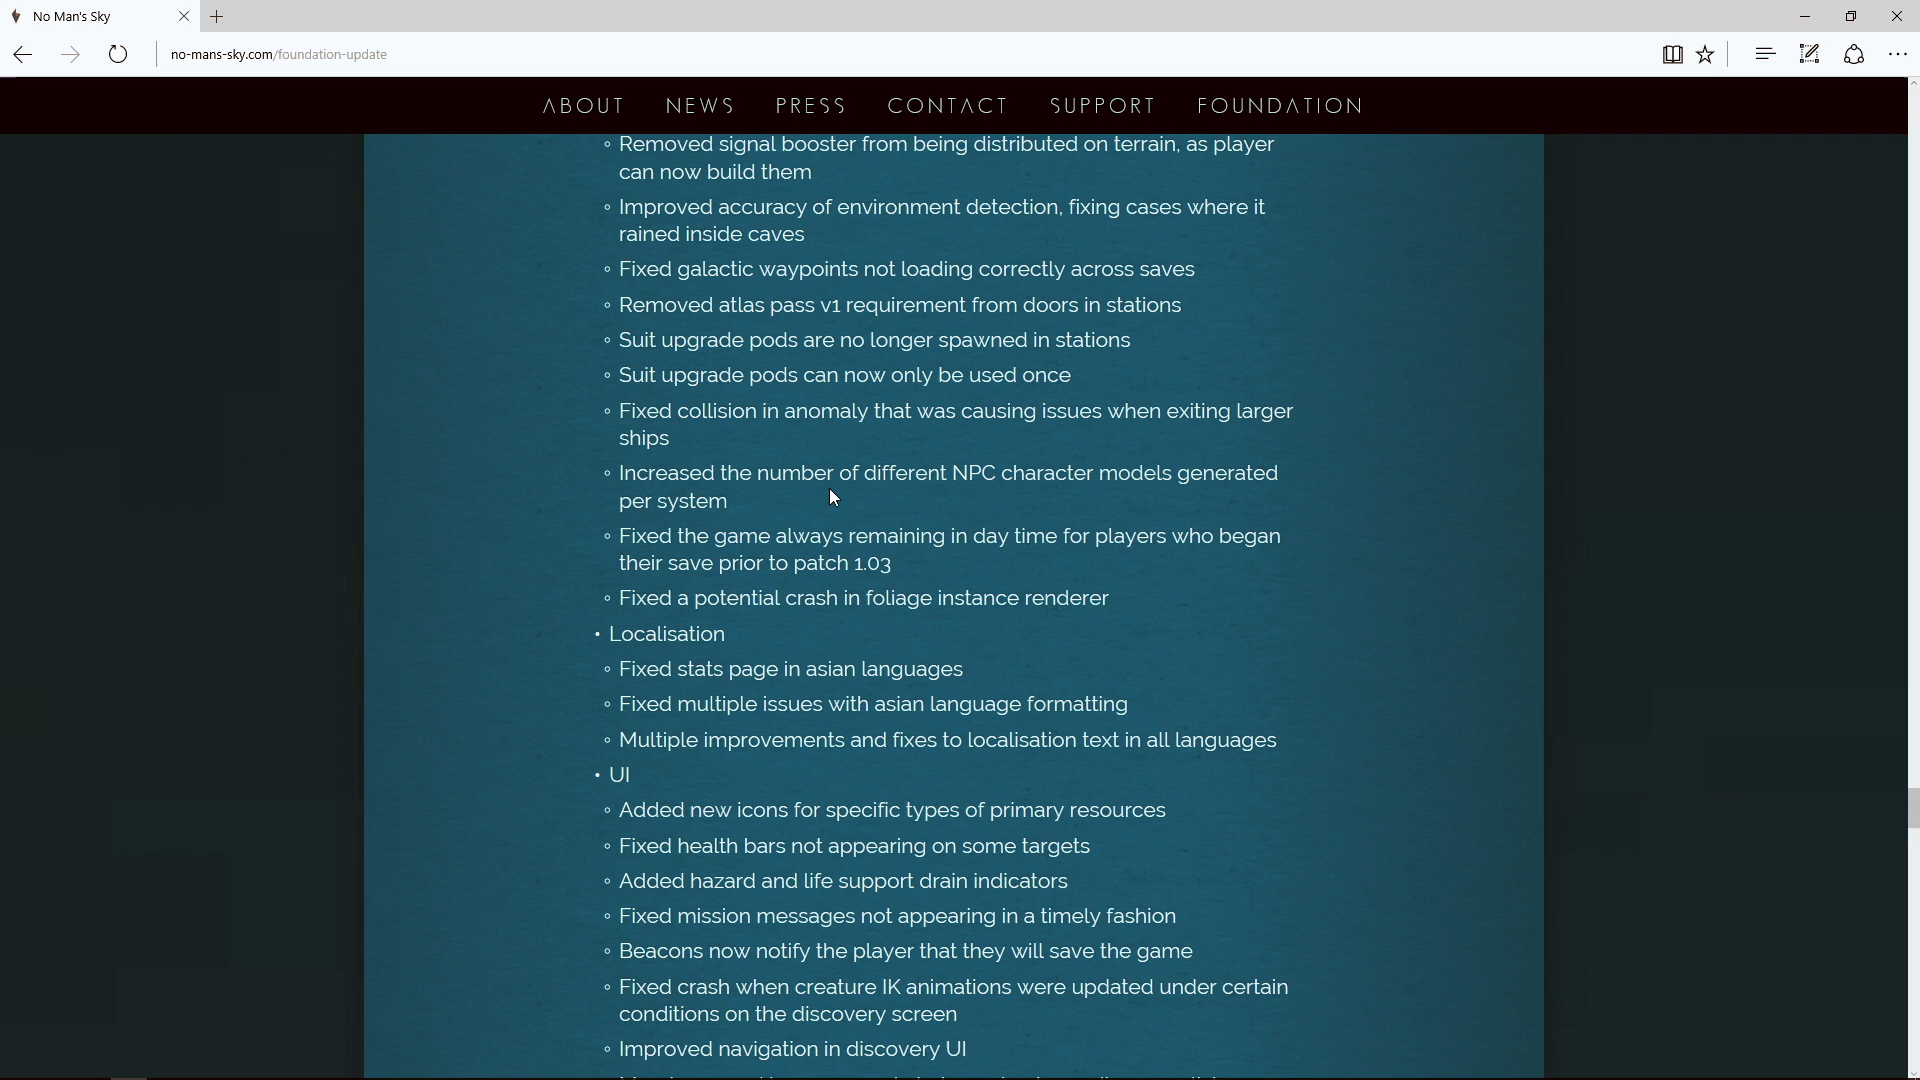 No Man's Sky
no-mans-sky.com/foundation-update
ABOUT NEWS PRESS CONTACT SUPPORT FOUNDATION
◦ Removed signal booster from being distributed on terrain, as player
can now build them
◦ Improved accuracy of environment detection, fixing cases where it
rained inside caves
◦ Fixed galactic waypoints not loading correctly across saves
◦ Removed atlas pass v1 requirement from doors in stations
◦ Suit upgrade pods are no longer spawned in stations
◦ Suit upgrade pods can now only be used once
◦ Fixed collision in anomaly that was causing issues when exiting larger
ships
◦ Increased the number of different NPC character models generated
per system
◦ Fixed the game always remaining in day time for players who began
their save prior to patch 1.03
◦ Fixed a potential crash in foliage instance renderer
• Localisation
◦ Fixed stats page in asian languages
◦ Fixed multiple issues with asian language formatting
◦ Multiple improvements and fixes to localisation text in all languages
• UI
◦ Added new icons for specific types of primary resources
◦ Fixed health bars not appearing on some targets
◦ Added hazard and life support drain indicators
◦ Fixed mission messages not appearing in a timely fashion
◦ Beacons now notify the player that they will save the game
◦ Fixed crash when creature IK animations were updated under certain
conditions on the discovery screen
◦ Improved navigation in discovery UI